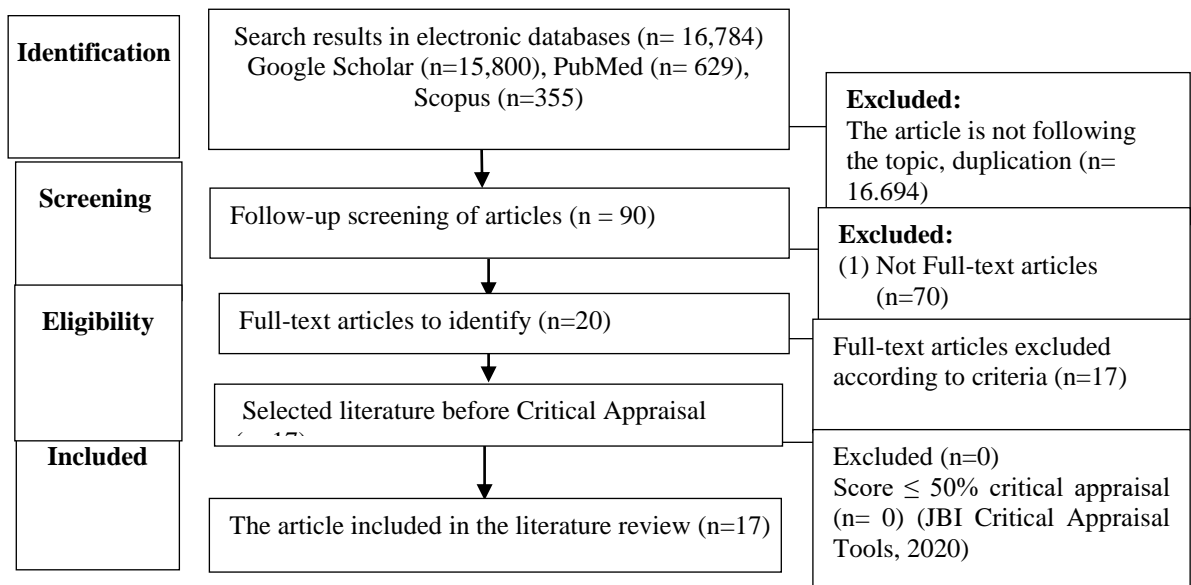 Identification
Search results in electronic databases (n= 16,784)
Google Scholar (n=15,800), PubMed (n= 629),
Scopus (n=355)
Excluded:
The article is not following
the topic, duplication (n=
16.694)
Screening
Follow-up screening of articles (n = 90)
Excluded:
(1) Not Full-text articles
(n=70)
Eligibility
Full-text articles to identify (n=20)
Full-text articles excluded
according to criteria (n=17)
Selected literature before Critical Appraisal
Included
Excluded (n=0)
Score ≤ 50% critical appraisal
(n= 0) (JBI Critical Appraisal
Tools, 2020)
The article included in the literature review (n=17)